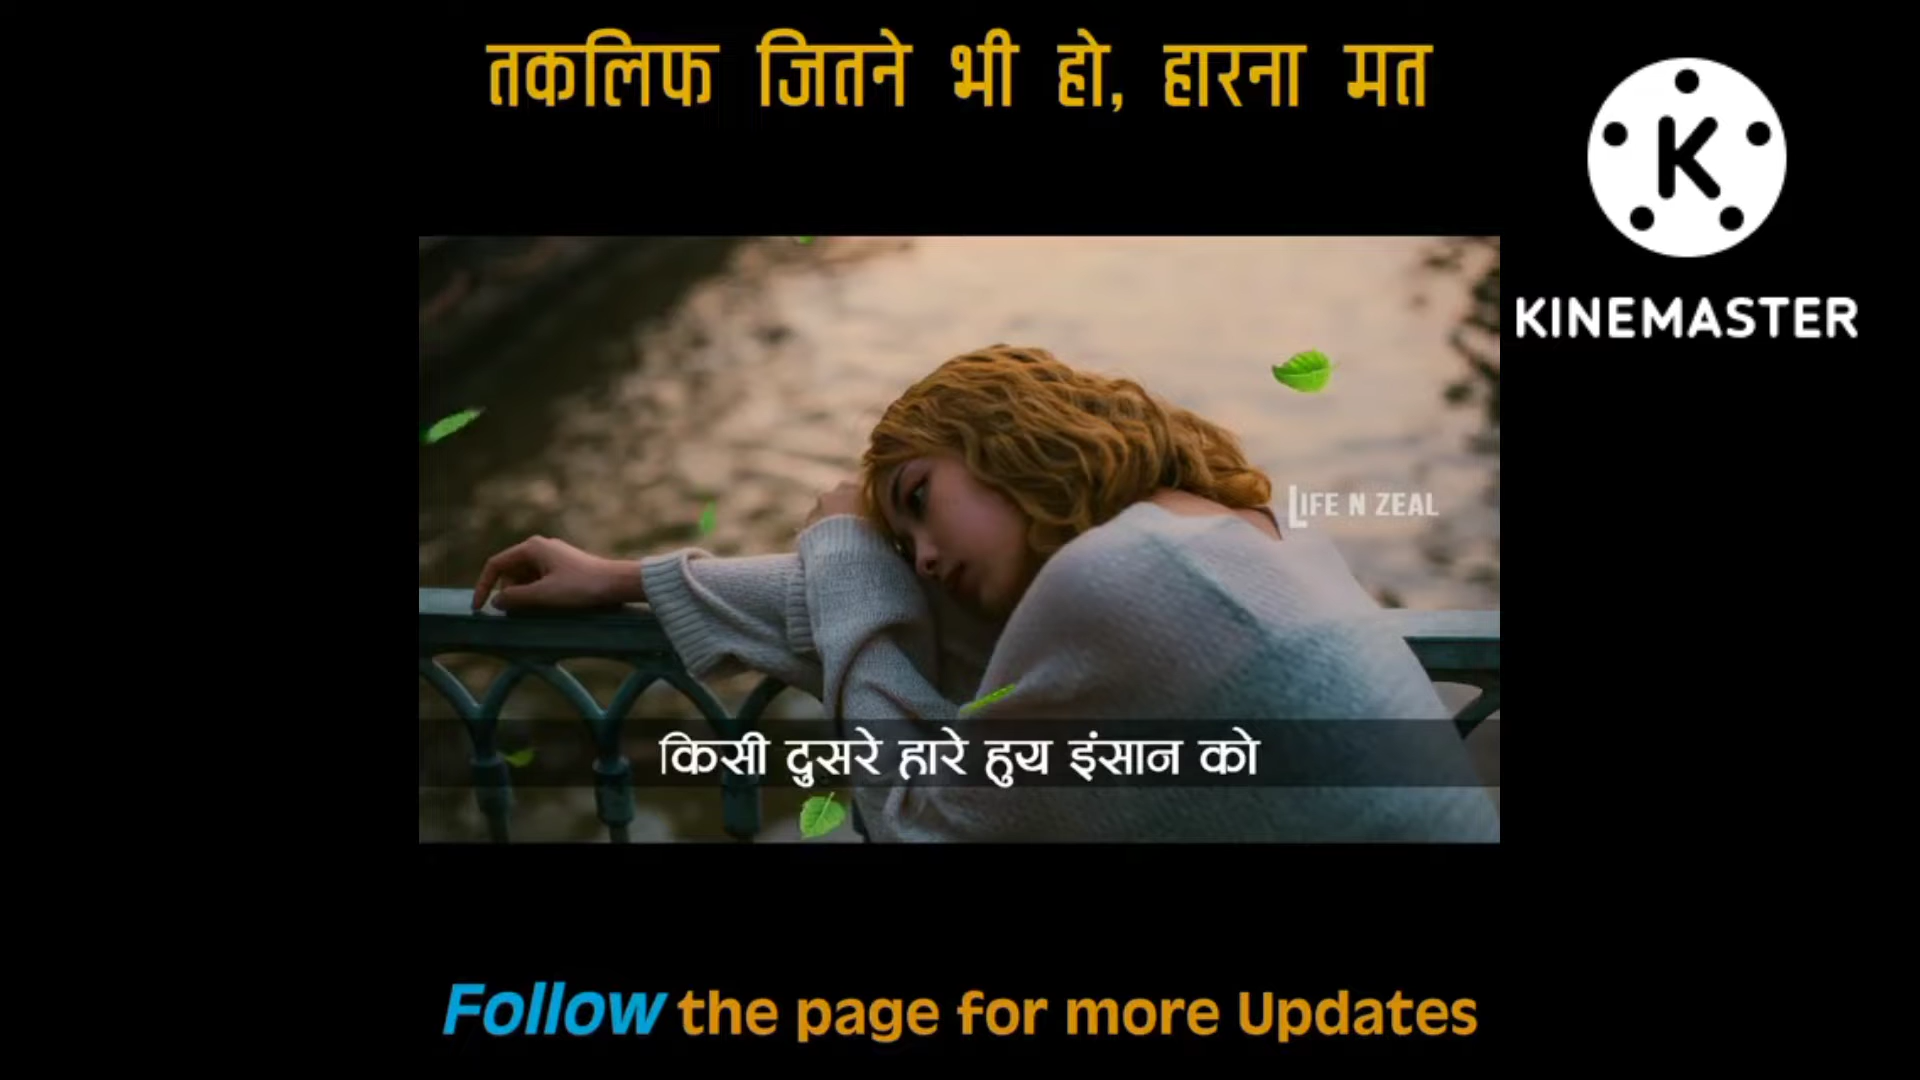 तकलिफ जितने भी हो, हारना मत
K
KINEMASTER
LIFE N ZEAL
किसी दुसरे हारे हुय इंसान को
Follow the page for more Updates